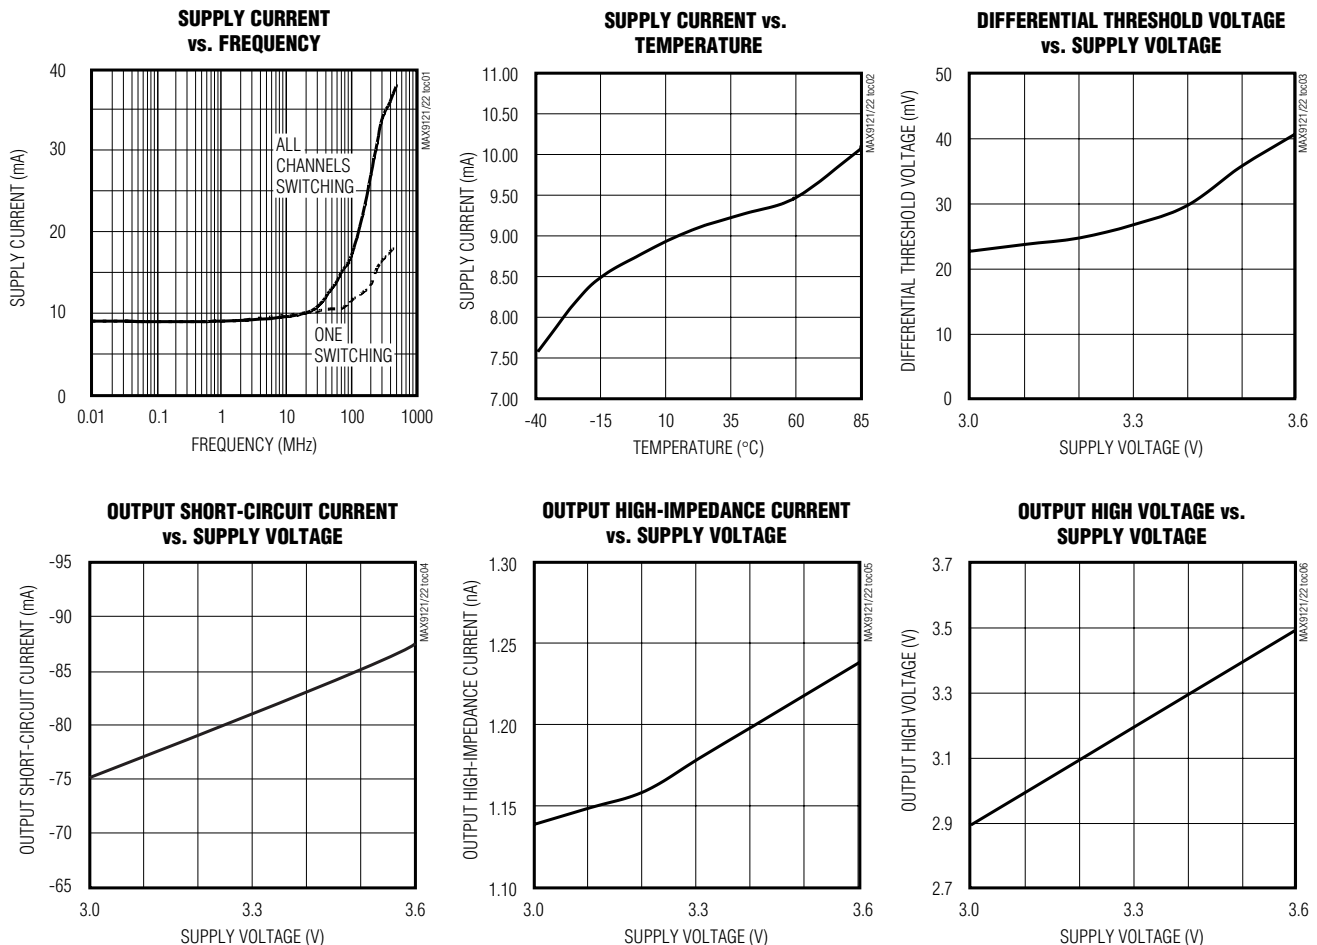 SUPPLY CURRENT
vs. FREQUENCY
40
30
20
10
0
SUPPLY CURRENT (mA)
ALL
CHANNELS
SWITCHING
ONE
SWITCHING
MAX9121/22 toc01
0.01
0.1
1
10
100
1000
FREQUENCY (MHz)
SUPPLY CURRENT vs.
TEMPERATURE
11.00
10.50
10.00
9.50
9.00
8.50
8.00
7.50
7.00
SUPPLY CURRENT (mA)
MAX9121/22 toc02
-40
-15
10
35
60
85
TEMPERATURE (°C)
DIFFERENTIAL THRESHOLD VOLTAGE
vs. SUPPLY VOLTAGE
50
40
30
20
10
0
DIFFERENTIAL THRESHOLD VOLTAGE (mV)
MAX9121/22 toc03
3.0
3.3
3.6
SUPPLY VOLTAGE (V)
OUTPUT SHORT-CIRCUIT CURRENT
vs. SUPPLY VOLTAGE
-95
-90
-85
-80
-75
-70
-65
OUTPUT SHORT-CIRCUIT CURRENT (mA)
MAX9121/22 toc04
3.0
3.3
3.6
SUPPLY VOLTAGE (V)
OUTPUT HIGH-IMPEDANCE CURRENT
vs. SUPPLY VOLTAGE
1.30
1.25
1.20
1.15
1.10
OUTPUT HIGH-IMPEDANCE CURRENT (nA)
MAX9121/22 toc05
3.0
3.3
3.6
SUPPLY VOLTAGE (V)
OUTPUT HIGH VOLTAGE vs.
SUPPLY VOLTAGE
3.7
3.5
3.3
3.1
2.9
2.7
OUTPUT HIGH VOLTAGE (V)
MAX9121/22 toc06
3.0
3.3
3.6
SUPPLY VOLTAGE (V)